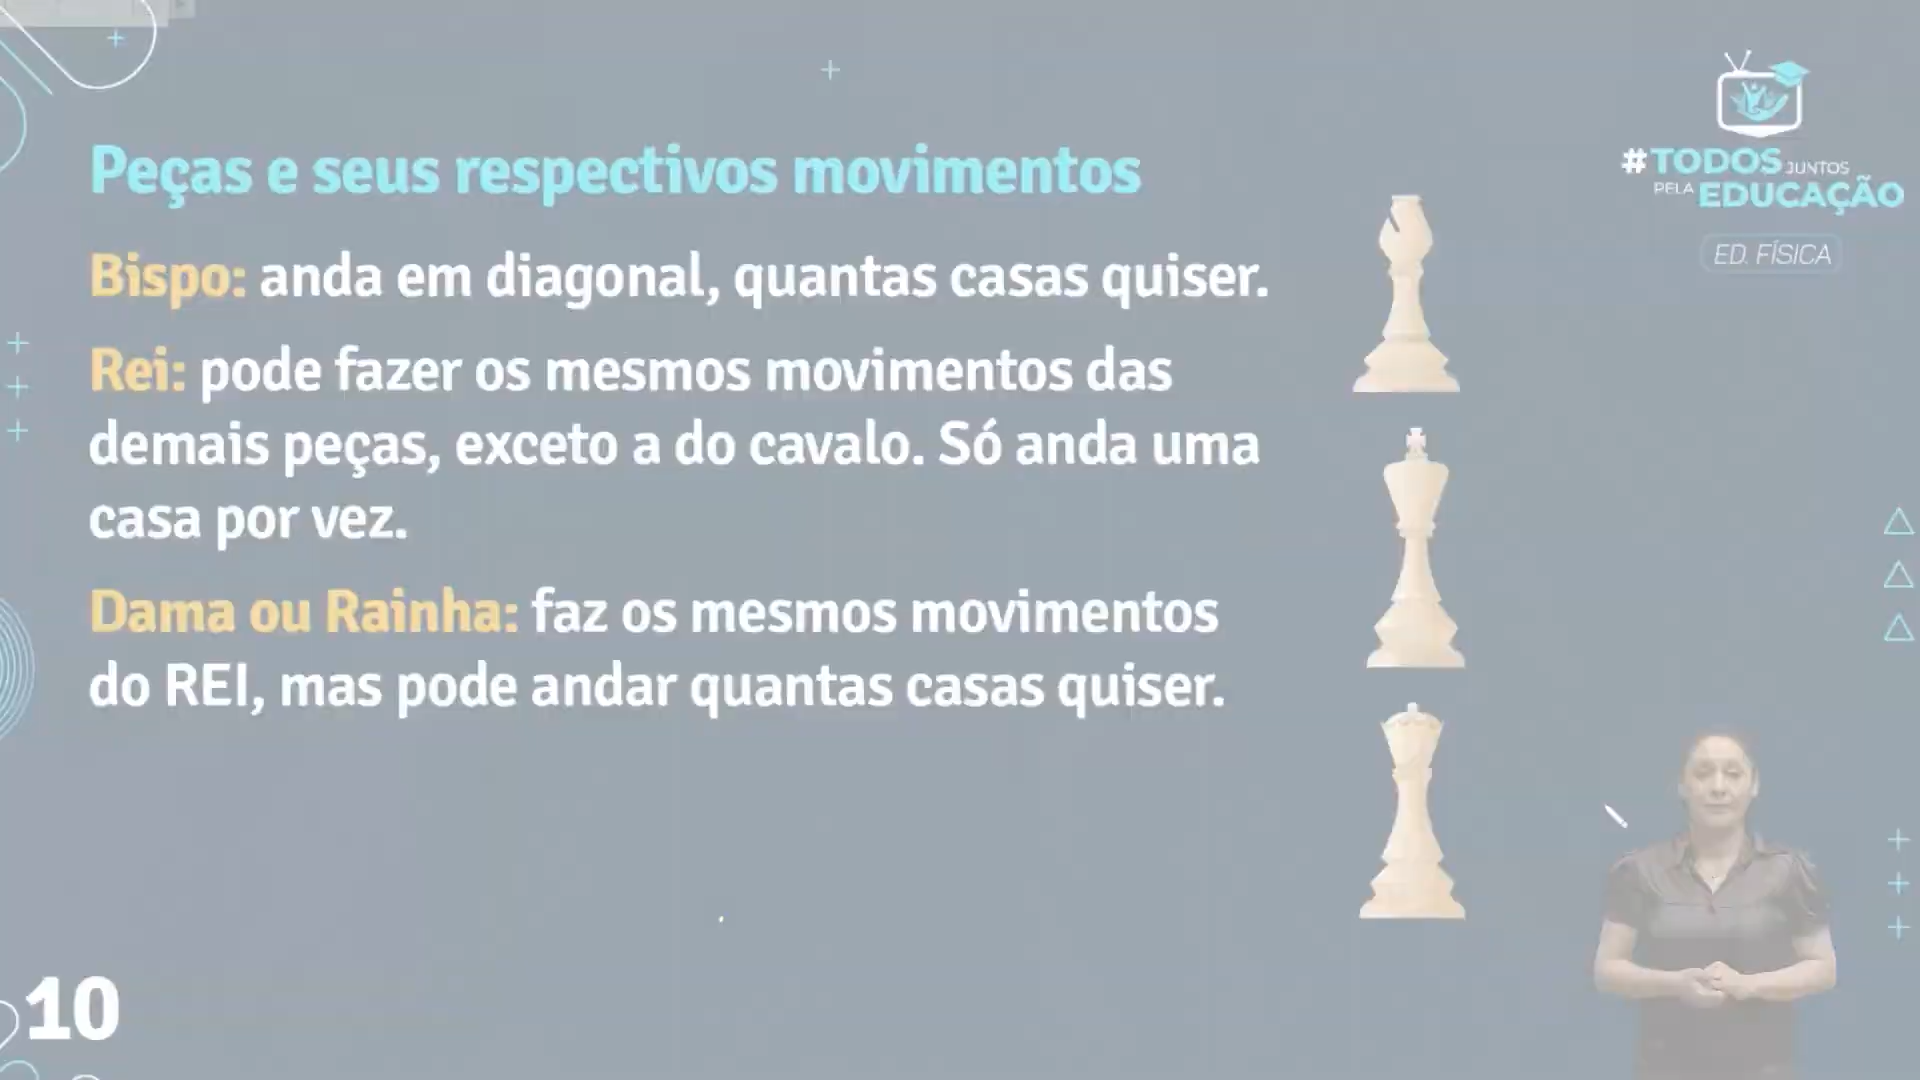 Peças e seus respectivos movimentos
Bispo: anda em diagonal, quantas casas quiser.
Rei: pode fazer os mesmos movimentos das
demais peças, exceto a do cavalo. Só anda uma
casa por vez.
Dama ou Rainha: faz os mesmos movimentos
do REI, mas pode andar quantas casas quiser.
#TODOS JUNTOS
PELA EDUCAÇÃO
ED. FÍSICA
10